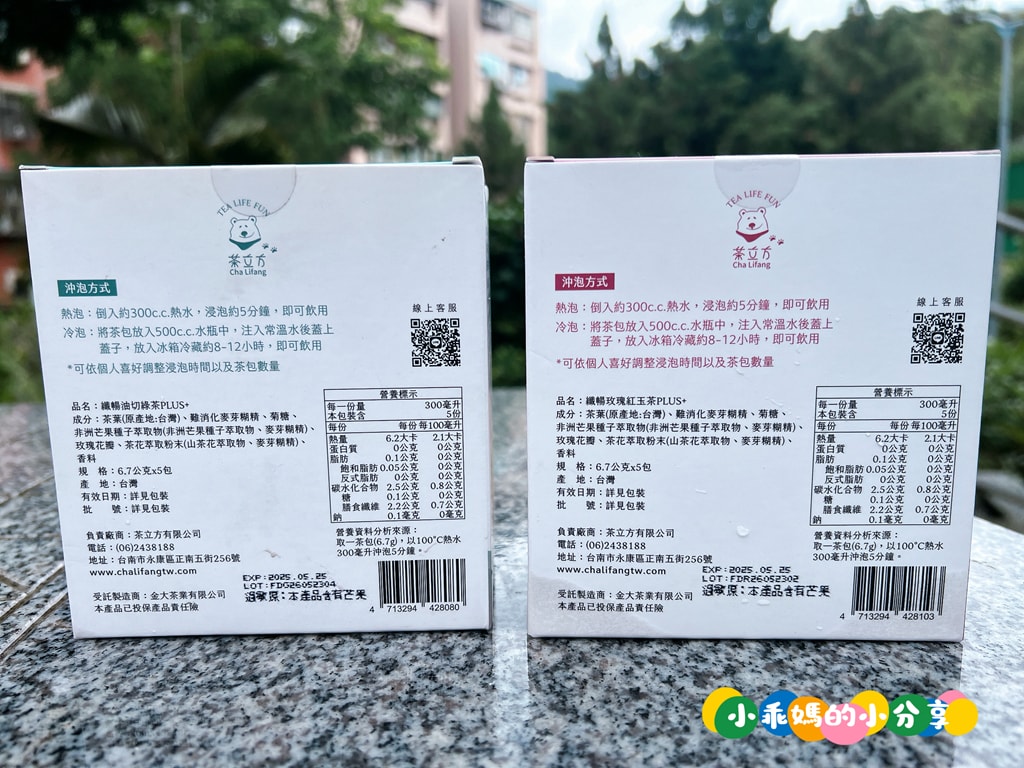 TEA LIFE FUN
茶立方
Cha Lifang
沖泡方式
熱泡：倒入約300c.c.熱水，浸泡約5分鐘，即可飲用
冷泡：將茶包放入500c.c.水瓶中，注入常溫水後蓋上
蓋子，放入冰箱冷藏約8-12小時，即可飲用
*可依個人喜好調整浸泡時間以及茶包數量
線上客服
品名：纖暢油切綠茶PLUS+
成分：茶葉(原產地:台灣)、難消化麥芽糊精、菊糖、
非洲芒果種子萃取物(非洲芒果種子萃取物、麥芽糊精)、
玫瑰花瓣、茶花萃取粉末(山茶花萃取物、麥芽糊精)、
香料
規　格：6.7公克x5包
產　地：台灣
有效日期：詳見包裝
批　　號：詳見包裝
營養標示
每一份量 300毫升
本包裝含 5份
每份 每份 每100毫升
熱量 6.2大卡 2.1大卡
蛋白質 0公克 0公克
脂肪 0.1公克 0公克
飽和脂肪 0.05公克 0公克
反式脂肪 0公克 0公克
碳水化合物 2.5公克 0.8公克
糖 0.1公克 0公克
膳食纖維 2.2公克 0.7公克
鈉 0.1毫克 0毫克
營養資料分析來源：
取一茶包(6.7g)，以100°C熱水
300毫升沖泡5分鐘。
負責廠商：茶立方有限公司
電話：(06)2438188
地址：台南市永康區正南五街256號
www.chalifangtw.com
受託製造商：金大茶業有限公司
本產品已投保產品責任險
EXP:2025.05.25
LOT:FDG26052304
過敏原:本產品含有芒果
4 713294 428080
TEA LIFE FUN
茶立方
Cha Lifang
沖泡方式
熱泡：倒入約300c.c.熱水，浸泡約5分鐘，即可飲用
冷泡：將茶包放入500c.c.水瓶中，注入常溫水後蓋上
蓋子，放入冰箱冷藏約8-12小時，即可飲用
*可依個人喜好調整浸泡時間以及茶包數量
線上客服
品名：纖暢玫瑰紅玉茶PLUS+
成分：茶葉(原產地:台灣)、難消化麥芽糊精、菊糖、
非洲芒果種子萃取物(非洲芒果種子萃取物、麥芽糊精)、
玫瑰花瓣、茶花萃取粉末(山茶花萃取物、麥芽糊精)、
香料
規　格：6.7公克x5包
產　地：台灣
有效日期：詳見包裝
批　　號：詳見包裝
營養標示
每一份量 300毫升
本包裝含 5份
每份 每份 每100毫升
熱量 6.2大卡 2.1大卡
蛋白質 0公克 0公克
脂肪 0.1公克 0公克
飽和脂肪 0.05公克 0公克
反式脂肪 0公克 0公克
碳水化合物 2.5公克 0.8公克
糖 0.1公克 0公克
膳食纖維 2.2公克 0.7公克
鈉 0.1毫克 0毫克
營養資料分析來源：
取一茶包(6.7g)，以100°C熱水
300毫升沖泡5分鐘。
負責廠商：茶立方有限公司
電話：(06)2438188
地址：台南市永康區正南五街256號
www.chalifangtw.com
受託製造商：金大茶業有限公司
本產品已投保產品責任險
EXP:2025.05.25
LOT:FDR26052302
過敏原:本產品含有芒果
4 713294 428103
小乖媽的小分享